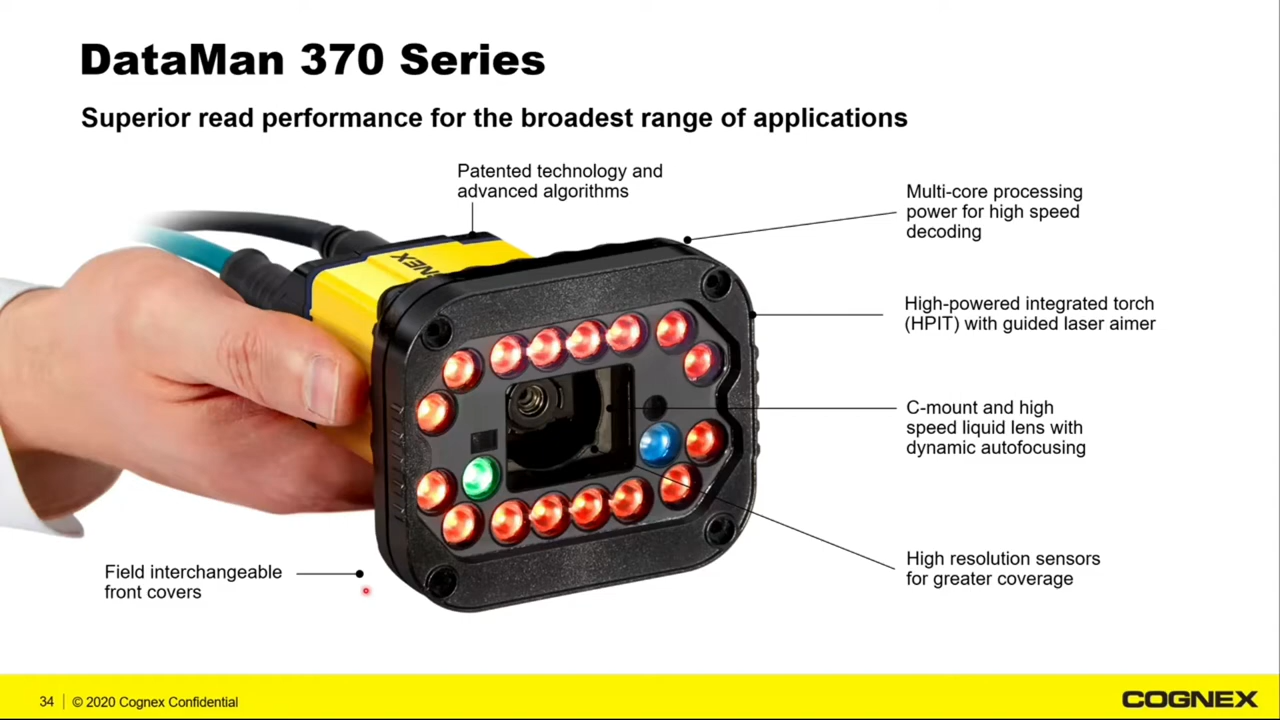 DataMan 370 Series
Superior read performance for the broadest range of applications
Patented technology and
advanced algorithms
Multi-core processing
power for high speed
decoding
High-powered integrated torch
(HPIT) with guided laser aimer
C-mount and high
speed liquid lens with
dynamic autofocusing
High resolution sensors
for greater coverage
Field interchangeable
front covers
COGNEX
34 | © 2020 Cognex Confidential
COGNEX